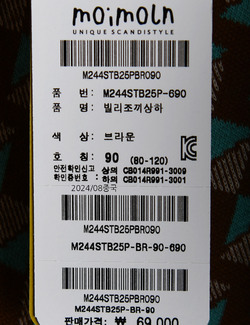 moimoln
UNIQUE SCANDISTYLE
M244STB25PBR090
품 번: M244STB25P-690
품 명: 빌리조끼상하
색 상: 브라운
호 칭: 90 (80-120)
안전확인신고 상의 CB014R991-3009
확인증번호 : 하의 CB014R991-3001
2024/08중국
M244STB25PBR090
M244STB25P-BR-90-690
M244STB25PBR090
M244STB25P-BR-90
판매가격: ₩ 69,000